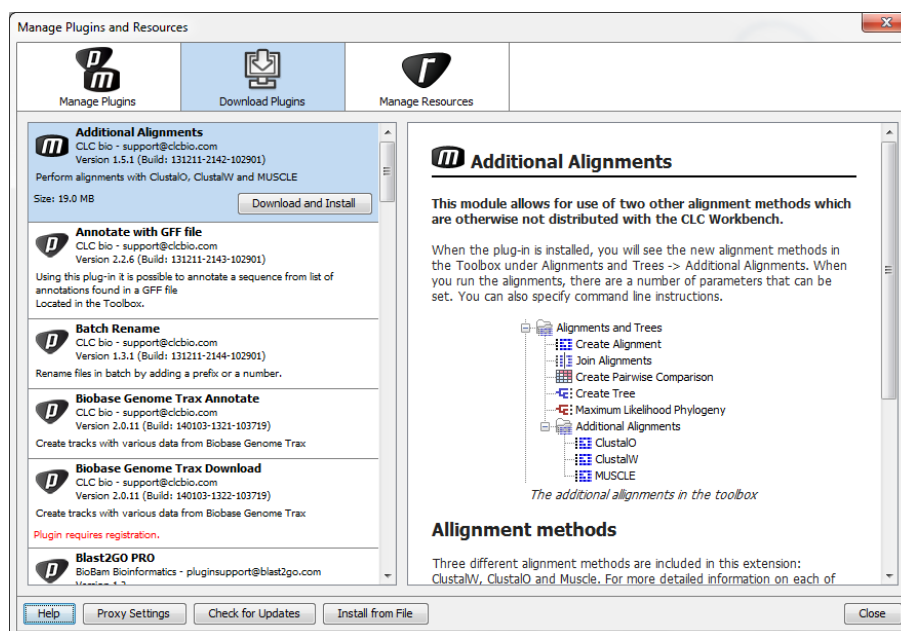 Manage Plugins and Resources
Manage Plugins
Download Plugins
Manage Resources
Additional Alignments
CLC bio - support@clcbio.com
Version 1.5.1 (Build: 131211-2142-102901)
Perform alignments with ClustalO, ClustalW and MUSCLE
Size: 19.0 MB
Download and Install
Annotate with GFF file
CLC bio - support@clcbio.com
Version 2.2.6 (Build: 131211-2143-102901)
Using this plug-in it is possible to annotate a sequence from list of
annotations found in a GFF file
Located in the Toolbox.
Batch Rename
CLC bio - support@clcbio.com
Version 1.3.1 (Build: 131211-2144-102901)
Rename files in batch by adding a prefix or a number.
Biobase Genome Trax Annotate
CLC bio - support@clcbio.com
Version 2.0.11 (Build: 140103-1321-103719)
Create tracks with various data from Biobase Genome Trax
Biobase Genome Trax Download
CLC bio - support@clcbio.com
Version 2.0.11 (Build: 140103-1322-103719)
Create tracks with various data from Biobase Genome Trax
Plugin requires registration.
Blast2GO PRO
BioBam Bioinformatics - pluginsupport@blast2go.com
Additional Alignments
This module allows for use of two other alignment methods which
are otherwise not distributed with the CLC Workbench.
When the plug-in is installed, you will see the new alignment methods in
the Toolbox under Alignments and Trees -> Additional Alignments. When
you run the alignments, there are a number of parameters that can be
set. You can also specify command line instructions.
Alignments and Trees
Create Alignment
Join Alignments
Create Pairwise Comparison
Create Tree
Maximum Likelihood Phylogeny
Additional Alignments
ClustalO
ClustalW
MUSCLE
The additional allignments in the toolbox
Allignment methods
Three different alignment methods are included in this extension:
ClustalW, ClustalO and Muscle. For more detailed information on each of
Help
Proxy Settings
Check for Updates
Install from File
Close